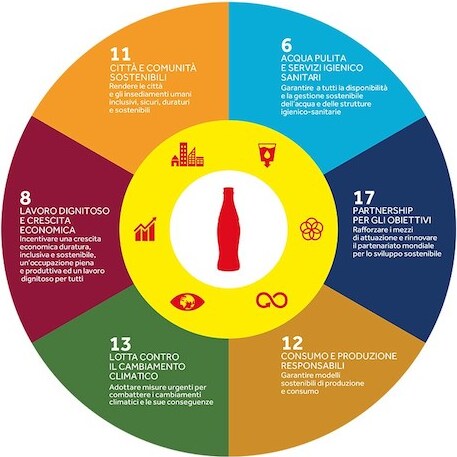 11
CITTÀ E COMUNITÀ
SOSTENIBILI
Rendere le città
e gli insediamenti umani
inclusivi, sicuri, duraturi
e sostenibili
6
ACQUA PULITA
E SERVIZI IGIENICO
SANITARI
Garantire a tutti la disponibilità
e la gestione sostenibile
dell'acqua e delle strutture
igienico-sanitarie
8
LAVORO DIGNITOSO
E CRESCITA
ECONOMICA
Incentivare una crescita
economica duratura,
inclusiva e sostenibile,
un'occupazione piena
e produttiva ed un lavoro
dignitoso per tutti
17
PARTNERSHIP
PER GLI OBIETTIVI
Rafforzare i mezzi
di attuazione e rinnovare
il partenariato mondiale
per lo sviluppo sostenibile
13
LOTTA CONTRO
IL CAMBIAMENTO
CLIMATICO
Adottare misure urgenti per
combattere i cambiamenti
climatici e le sue conseguenze
12
CONSUMO E PRODUZIONE
RESPONSABILI
Garantire modelli
sostenibili di produzione
e consumo